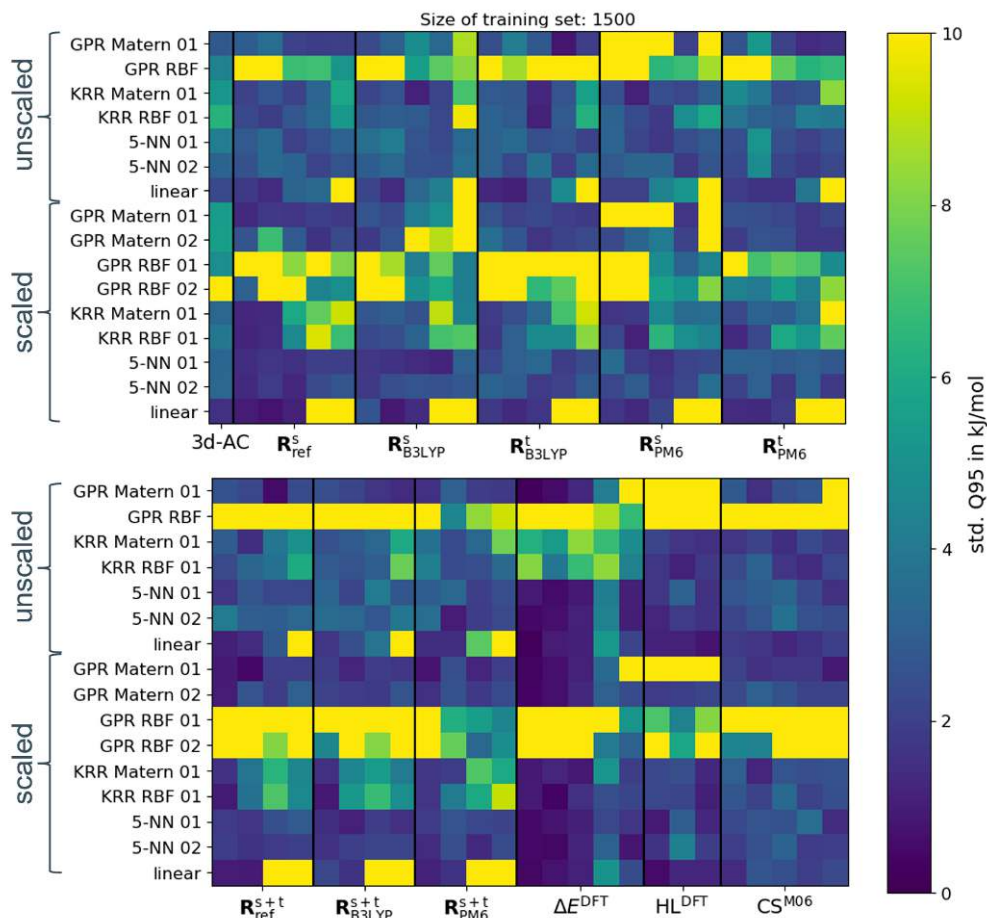 Size of training set: 1500
unscaled
GPR Matern 01
GPR RBF
KRR Matern 01
KRR RBF 01
5-NN 01
5-NN 02
linear
scaled
GPR Matern 01
GPR Matern 02
GPR RBF 01
GPR RBF 02
KRR Matern 01
KRR RBF 01
5-NN 01
5-NN 02
linear
3d-AC R^s_ref R^s_B3LYP R^t_B3LYP R^s_PM6 R^t_PM6
unscaled
GPR Matern 01
GPR RBF
KRR Matern 01
KRR RBF 01
5-NN 01
5-NN 02
linear
scaled
GPR Matern 01
GPR Matern 02
GPR RBF 01
GPR RBF 02
KRR Matern 01
KRR RBF 01
5-NN 01
5-NN 02
linear
R^s+t_ref R^s+t_B3LYP R^s+t_PM6 ΔE^DFT HL^DFT CS^M06
10
8
6
4
2
0
std. Q95 in kJ/mol